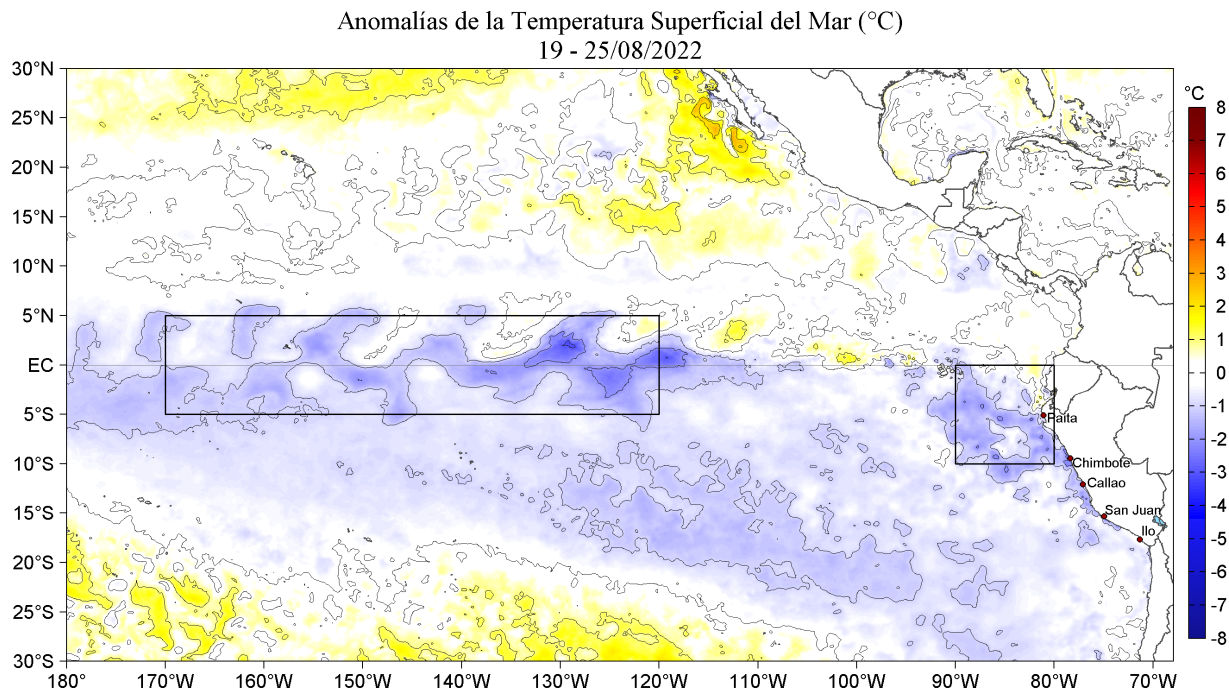 Anomalías de la Temperatura Superficial del Mar (°C)
19 - 25/08/2022
30°N
25°N
20°N
15°N
10°N
5°N
EC
5°S
10°S
15°S
20°S
25°S
30°S
180 170°W 160°W 150°W 140°W 130°W 120°W 110°W 100°W 90°W 80°W 70°W
Paita
Chimbote
Callao
San Juan
Ilo
°C
8
7
6
5
4
3
2
1
0
-1
-2
-3
-4
-5
-6
-7
-8